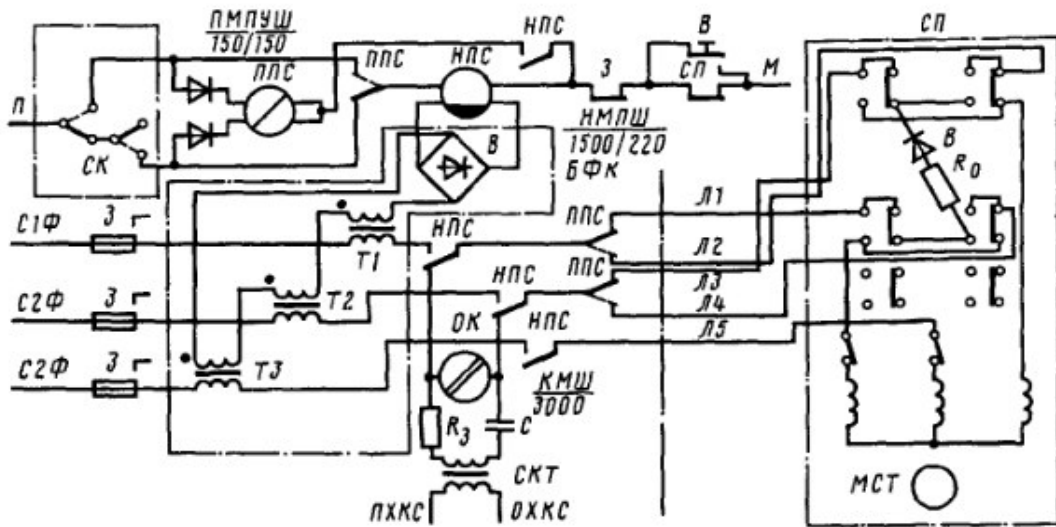 ПМПУШ
150/150
ППС
ППС
НПС
НПС
В
СП
З
М
СП
П
СК
НМПШ
1500/220
БФК
В
В
R0
С1Ф
З
Т1
НПС
ППС
Л1
Л2
С2Ф
З
Т2
НПС
ППС
Л3
Л4
ОК
НПС
Л5
С2Ф
З
Т3
КМШ
3000
R3
С
СКТ
ПХКС
ОХКС
МСТ